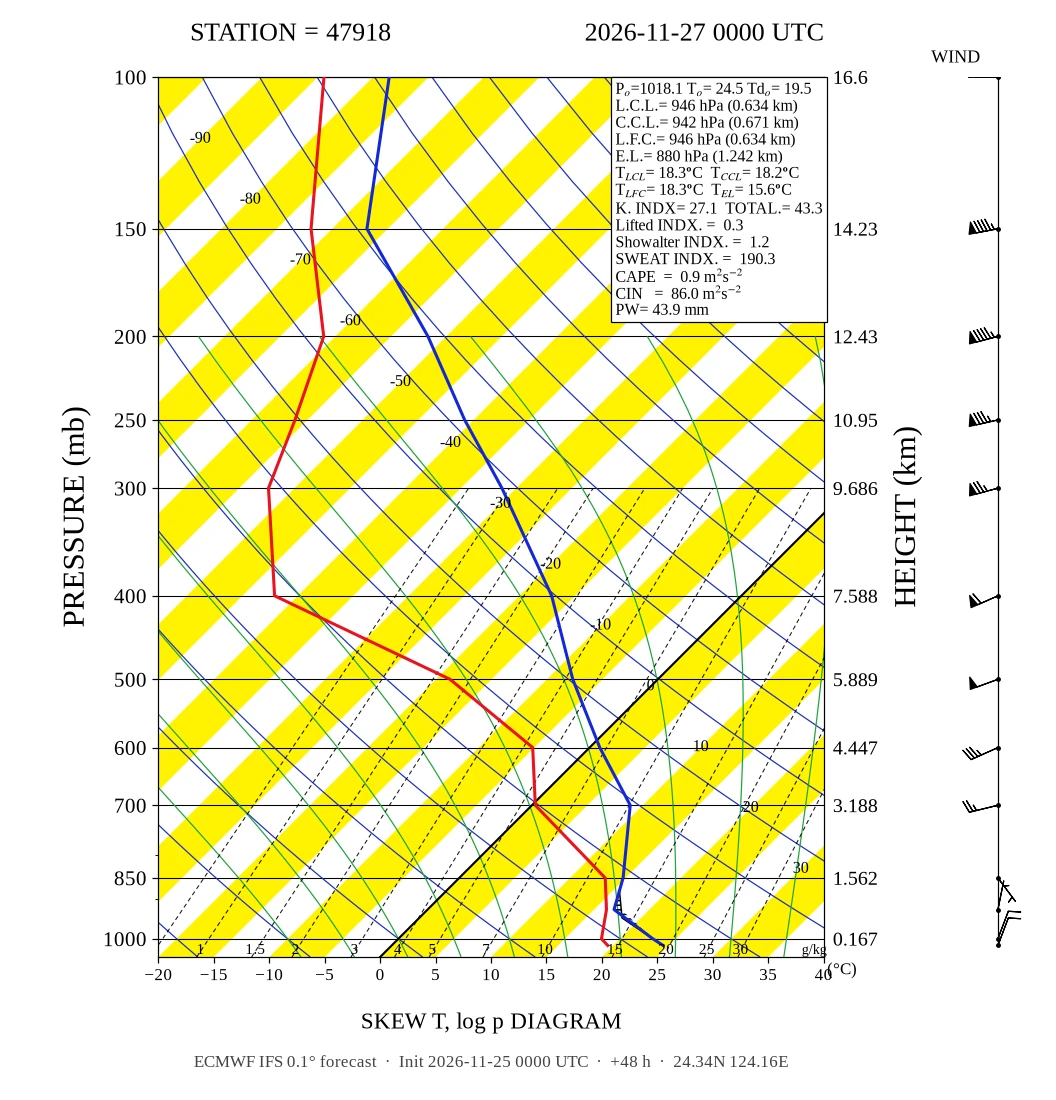 STATION = 47918 2026-11-27 0000 UTC
WIND
100 16.6
Po=1018.1 To= 24.5 Tdo= 19.5
L.C.L.= 946 hPa (0.634 km)
C.C.L.= 942 hPa (0.671 km)
L.F.C.= 946 hPa (0.634 km)
E.L.= 880 hPa (1.242 km)
TLCL= 18.3°C TCCL= 18.2°C
TLFC= 18.3°C TEL= 15.6°C
K. INDX= 27.1 TOTAL.= 43.3
Lifted INDX. = 0.3
Showalter INDX. = 1.2
SWEAT INDX. = 190.3
CAPE = 0.9 m²s⁻²
CIN = 86.0 m²s⁻²
PW= 43.9 mm
-90
-80
150 14.23
-70
-60
200 12.43
-50
250 10.95
-40
300 9.686
-30
PRESSURE (mb)
HEIGHT (km)
-20
400 7.588
-10
500 5.889
0
10
600 4.447
700 20 3.188
30
850 1.562
1000 0.167
1 1.5 2 3 4 5 7 10 15 20 25 30 g/kg
−20 −15 −10 −5 0 5 10 15 20 25 30 35 40 (°C)
SKEW T, log p DIAGRAM
ECMWF IFS 0.1° forecast · Init 2026-11-25 0000 UTC · +48 h · 24.34N 124.16E